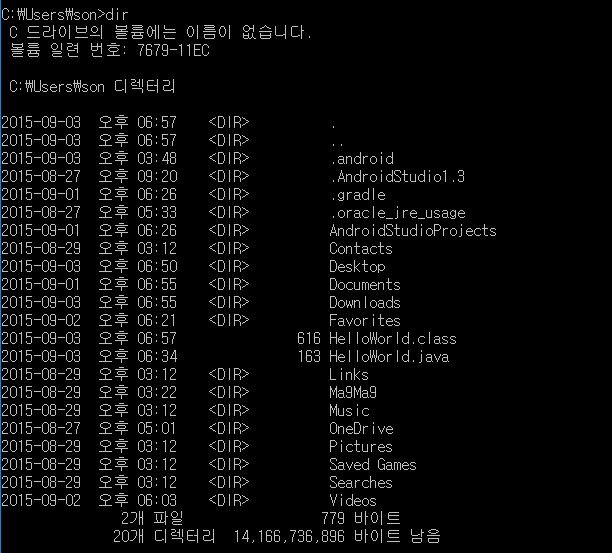 C:\Users\son>dir
 C 드라이브의 볼륨에는 이름이 없습니다.
 볼륨 일련 번호: 7679-11EC

 C:\Users\son 디렉터리

2015-09-03  오후 06:57    <DIR>          .
2015-09-03  오후 06:57    <DIR>          ..
2015-09-03  오후 03:48    <DIR>          .android
2015-08-27  오후 09:20    <DIR>          .AndroidStudio1.3
2015-09-01  오후 06:26    <DIR>          .gradle
2015-08-27  오후 05:33    <DIR>          .oracle_jre_usage
2015-09-01  오후 06:26    <DIR>          AndroidStudioProjects
2015-08-29  오후 03:12    <DIR>          Contacts
2015-09-03  오후 06:50    <DIR>          Desktop
2015-09-01  오후 06:55    <DIR>          Documents
2015-09-03  오후 06:55    <DIR>          Downloads
2015-09-02  오후 06:21    <DIR>          Favorites
2015-09-03  오후 06:57               616 HelloWorld.class
2015-09-03  오후 06:34               163 HelloWorld.java
2015-08-29  오후 03:12    <DIR>          Links
2015-08-29  오후 03:22    <DIR>          Ma9Ma9
2015-08-29  오후 03:12    <DIR>          Music
2015-08-27  오후 05:01    <DIR>          OneDrive
2015-08-29  오후 03:12    <DIR>          Pictures
2015-08-29  오후 03:12    <DIR>          Saved Games
2015-08-29  오후 03:12    <DIR>          Searches
2015-09-02  오후 06:03    <DIR>          Videos
               2개 파일                 779 바이트
              20개 디렉터리  14,166,736,896 바이트 남음